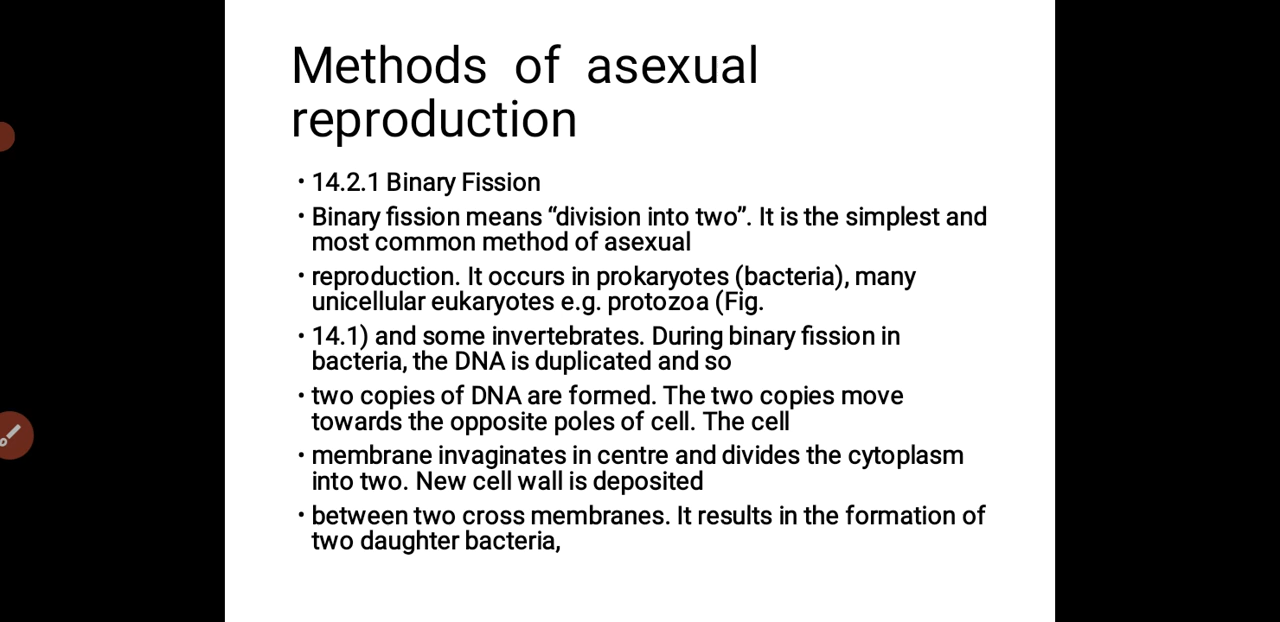 Methods of asexual
reproduction
• 14.2.1 Binary Fission
• Binary fission means “division into two”. It is the simplest and
most common method of asexual
• reproduction. It occurs in prokaryotes (bacteria), many
unicellular eukaryotes e.g. protozoa (Fig.
• 14.1) and some invertebrates. During binary fission in
bacteria, the DNA is duplicated and so
• two copies of DNA are formed. The two copies move
towards the opposite poles of cell. The cell
• membrane invaginates in centre and divides the cytoplasm
into two. New cell wall is deposited
• between two cross membranes. It results in the formation of
two daughter bacteria,